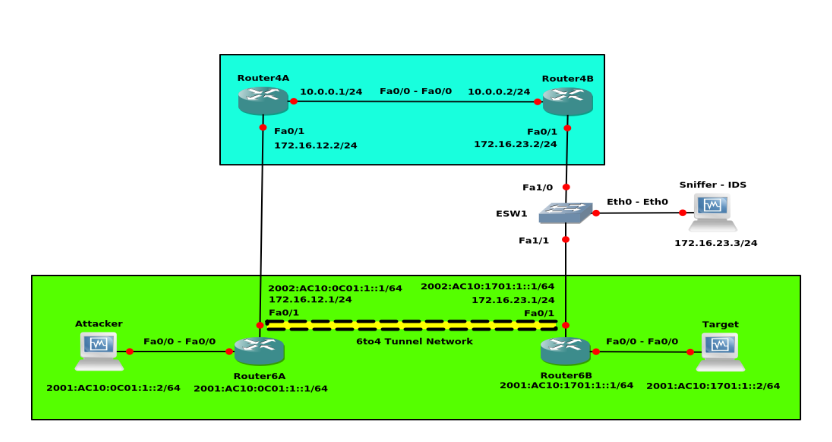 Router4A
Router4B
10.0.0.1/24
Fa0/0 - Fa0/0
10.0.0.2/24
Fa0/1
172.16.12.2/24
Fa0/1
172.16.23.2/24
Fa1/0
Sniffer - IDS
ESW1
Eth0 - Eth0
Fa1/1
172.16.23.3/24
2002:AC10:0C01:1::1/64
172.16.12.1/24
Fa0/1
2002:AC10:1701:1::1/64
172.16.23.1/24
Fa0/1
Attacker
Fa0/0 - Fa0/0
6to4 Tunnel Network
Fa0/0 - Fa0/0
Target
Router6A
Router6B
2001:AC10:0C01:1::2/64
2001:AC10:0C01:1::1/64
2001:AC10:1701:1::1/64
2001:AC10:1701:1::2/64